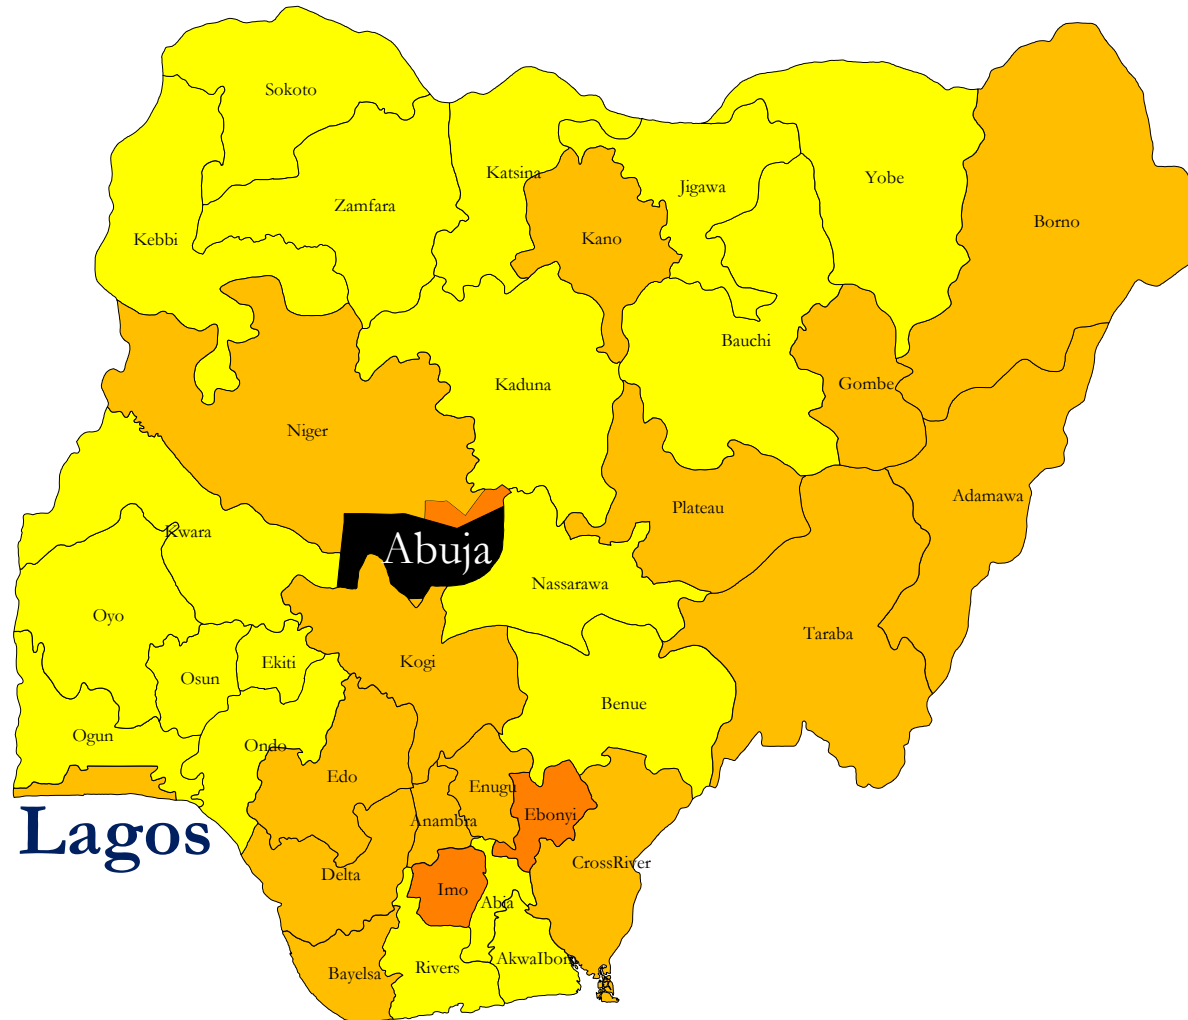 Sokoto
Katsina
Yobe
Jigawa
Zamfara
Borno
Kebbi
Kano
Bauchi
Kaduna
Gombe
Niger
Adamawa
Plateau
Kwara
Abuja
Nassarawa
Oyo
Taraba
Ekiti
Kogi
Osun
Benue
Ogun
Ondo
Edo
Enugu
Ebonyi
Anambra
Lagos
CrossRiver
Delta
Imo
Abia
AkwaIbom
Rivers
Bayelsa